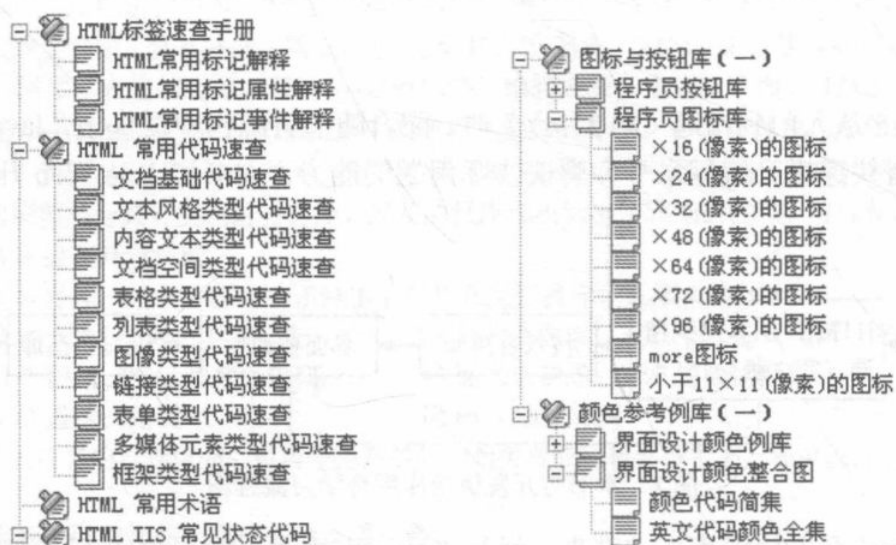 HTML标签速查手册
HTML常用标记解释
HTML常用标记属性解释
HTML常用标记事件解释
HTML 常用代码速查
文档基础代码速查
文本风格类型代码速查
内容文本类型代码速查
文档空间类型代码速查
表格类型代码速查
列表类型代码速查
图像类型代码速查
链接类型代码速查
表单类型代码速查
多媒体元素类型代码速查
框架类型代码速查
HTML 常用术语
HTML IIS 常见状态代码
图标与按钮库(一)
程序员按钮库
程序员图标库
×16(像素)的图标
×24(像素)的图标
×32(像素)的图标
×48(像素)的图标
×64(像素)的图标
×72(像素)的图标
×96(像素)的图标
more图标
小于11×11(像素)的图标
颜色参考例库(一)
界面设计颜色例库
界面设计颜色整合图
颜色代码简集
英文代码颜色全集